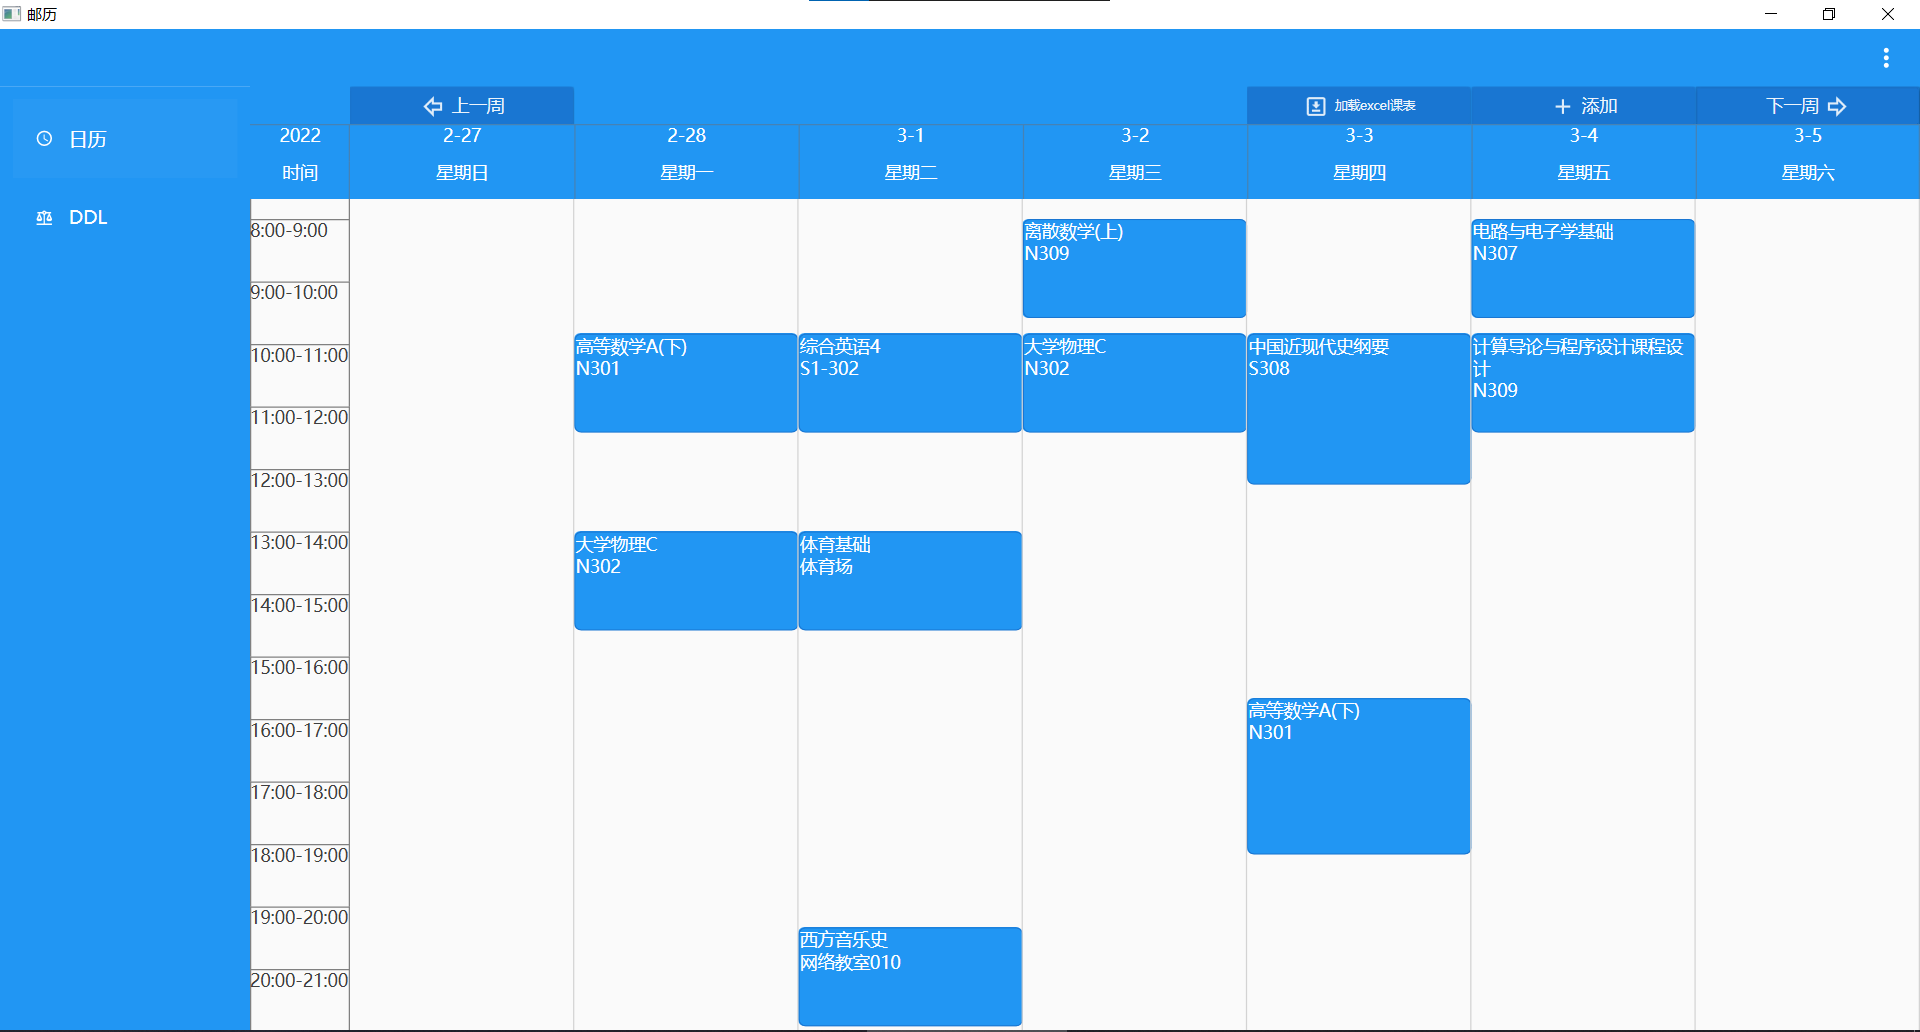 邮历
上一周
加载excel课表
添加
下一周
日历
DDL
2022
时间
2-27
星期日
2-28
星期一
3-1
星期二
3-2
星期三
3-3
星期四
3-4
星期五
3-5
星期六
8:00-9:00
9:00-10:00
10:00-11:00
11:00-12:00
12:00-13:00
13:00-14:00
14:00-15:00
15:00-16:00
16:00-17:00
17:00-18:00
18:00-19:00
19:00-20:00
20:00-21:00
高等数学A(下)
N301
大学物理C
N302
综合英语4
S1-302
体育基础
体育场
西方音乐史
网络教室010
离散数学(上)
N309
大学物理C
N302
中国近现代史纲要
S308
高等数学A(下)
N301
电路与电子学基础
N307
计算导论与程序设计课程设
计
N309